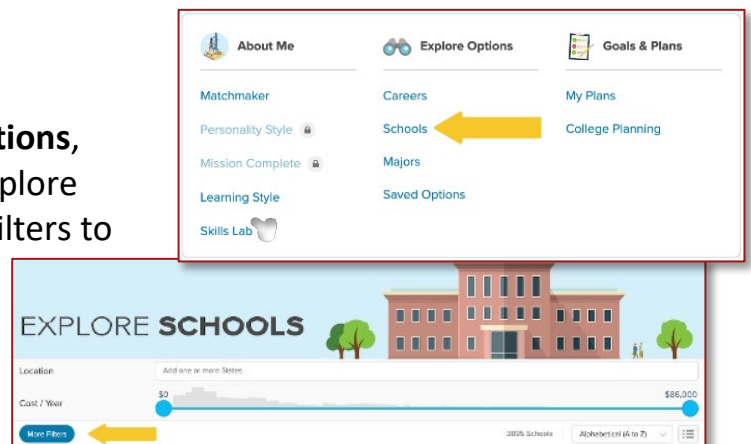 About Me
Explore Options
Goals & Plans
Matchmaker
Careers
My Plans
Personality Style
Schools
College Planning
Mission Complete
Majors
Learning Style
Saved Options
Skills Lab
tions,
plore
ilters to
EXPLORE SCHOOLS
Location
Add one or more States
Cost / Year
$0
$86,000
More Filters
3895 Schools
Alphabetical (A to Z)